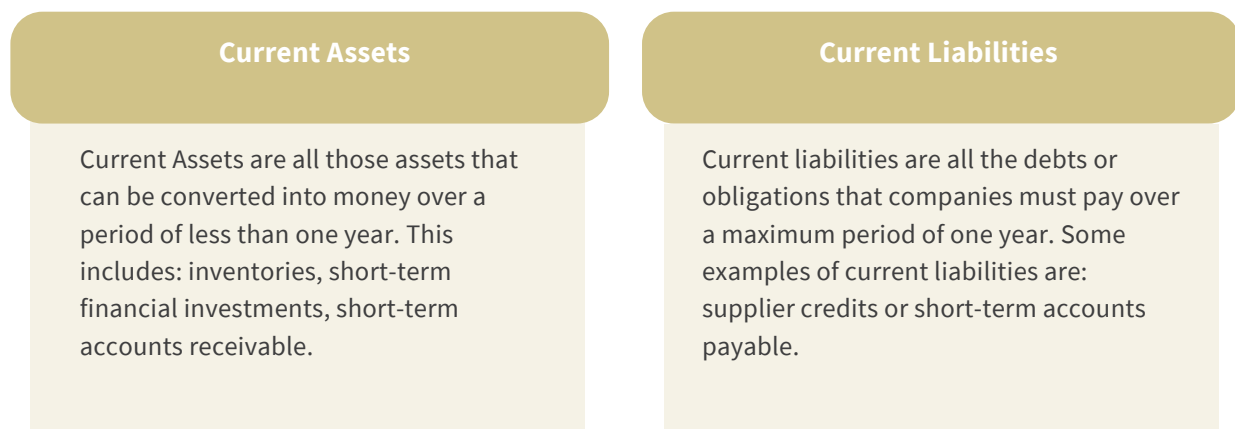 Current Assets
Current Assets are all those assets that
can be converted into money over a
period of less than one year. This
includes: inventories, short-term
financial investments, short-term
accounts receivable.
Current Liabilities
Current liabilities are all the debts or
obligations that companies must pay over
a maximum period of one year. Some
examples of current liabilities are:
supplier credits or short-term accounts
payable.